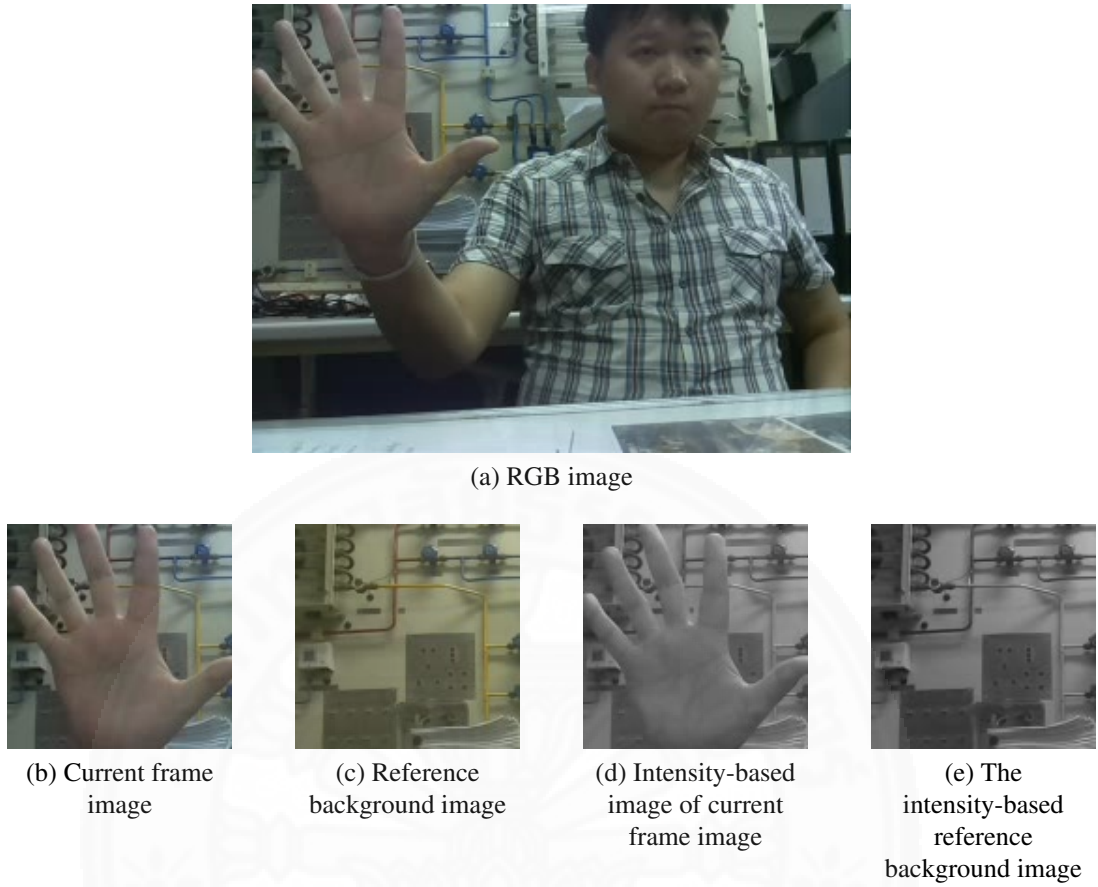 (a) RGB image
(b) Current frame
image
(c) Reference
background image
(d) Intensity-based
image of current
frame image
(e) The
intensity-based
reference
background image